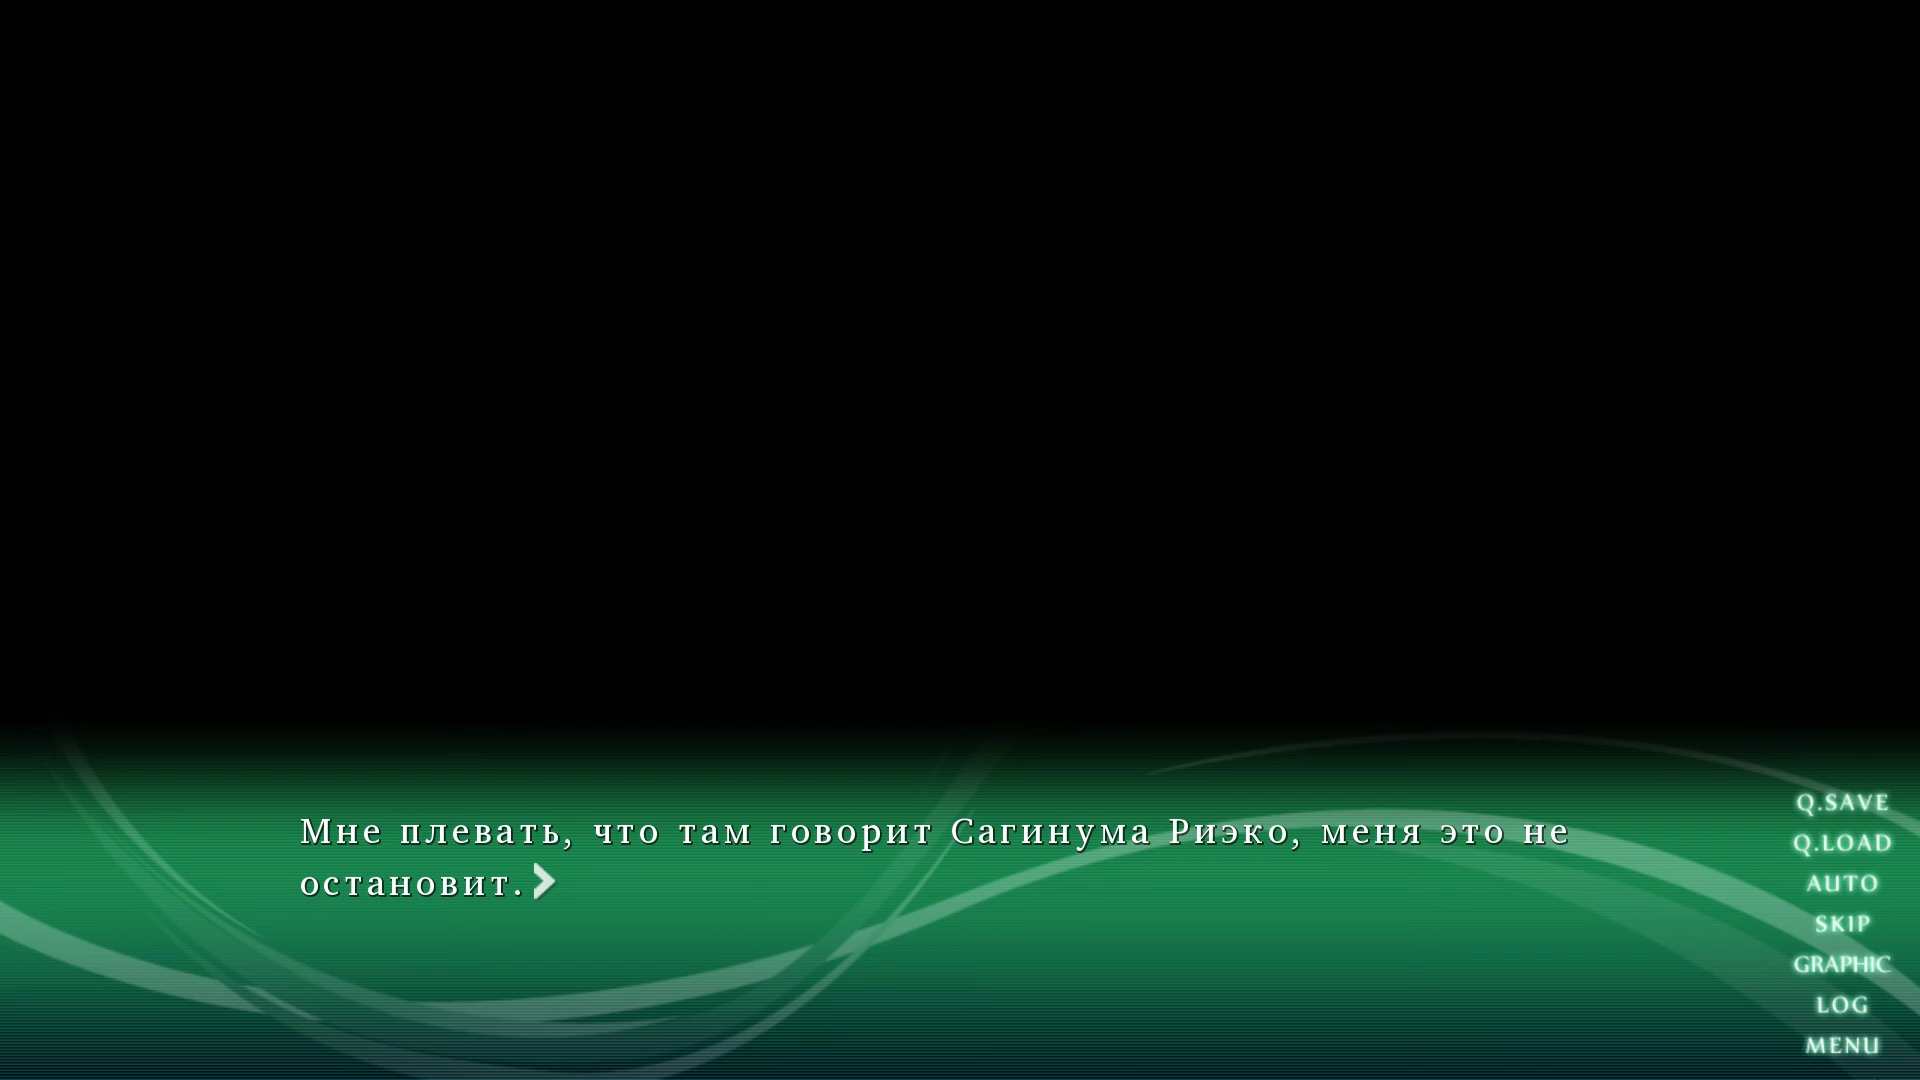 Мне плевать, что там говорит Сагинума Риэко, меня это не
остановит.
Q.SAVE
Q.LOAD
AUTO
SKIP
GRAPHIC
LOG
MENU